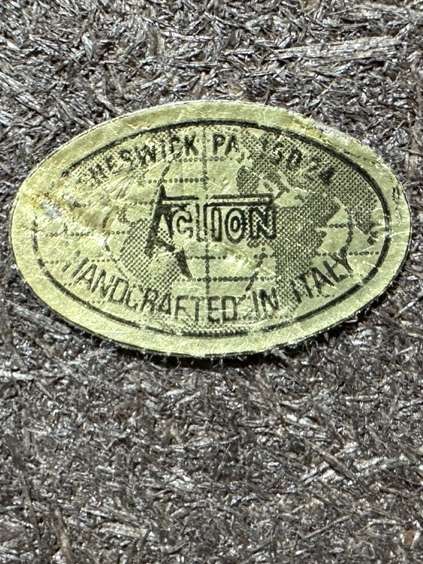 CHESWICK PA. 15024
ACTION
HANDCRAFTED IN ITALY